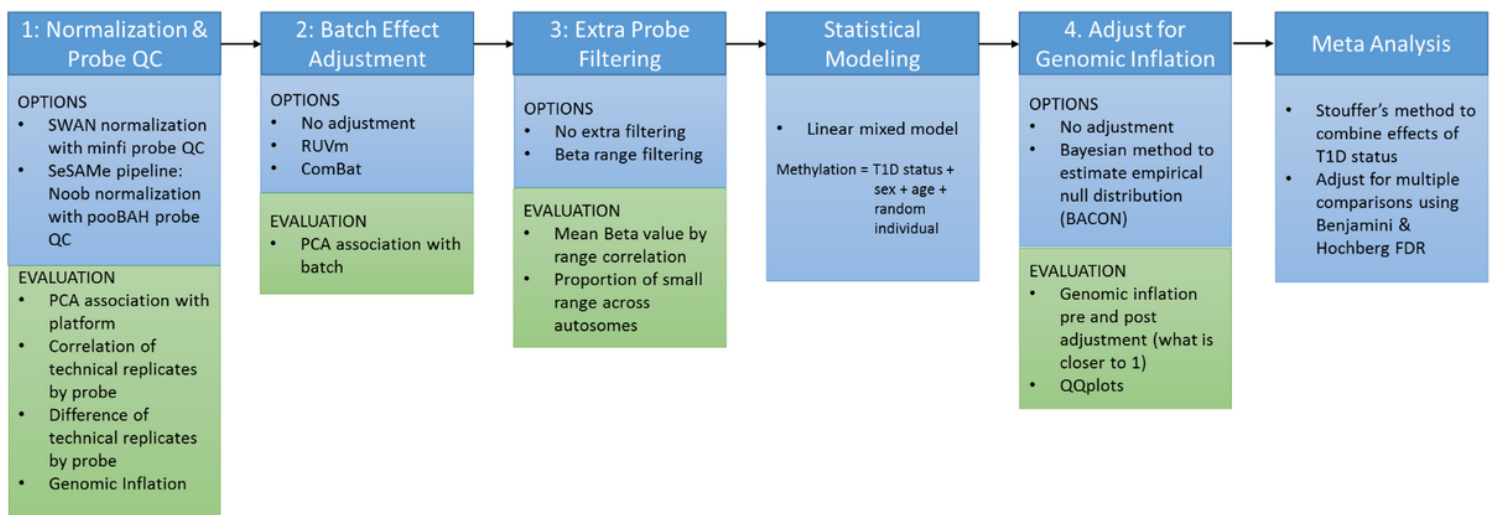 1: Normalization &
Probe QC
OPTIONS
• SWAN normalization
with minfi probe QC
• SeSAMe pipeline:
Noob normalization
with pooBAH probe
QC
EVALUATION
• PCA association with
platform
• Correlation of
technical replicates
by probe
• Difference of
technical replicates
by probe
• Genomic Inflation
2: Batch Effect
Adjustment
OPTIONS
• No adjustment
• RUVm
• ComBat
EVALUATION
• PCA association with
batch
3: Extra Probe
Filtering
OPTIONS
• No extra filtering
• Beta range filtering
EVALUATION
• Mean Beta value by
range correlation
• Proportion of small
range across
autosomes
Statistical
Modeling
• Linear mixed model
Methylation = T1D status +
sex + age +
random
individual
4. Adjust for
Genomic Inflation
OPTIONS
• No adjustment
• Bayesian method to
estimate empirical
null distribution
(BACON)
EVALUATION
• Genomic inflation
pre and post
adjustment (what is
closer to 1)
• QQplots
Meta Analysis
• Stouffer's method to
combine effects of
T1D status
• Adjust for multiple
comparisons using
Benjamini &
Hochberg FDR